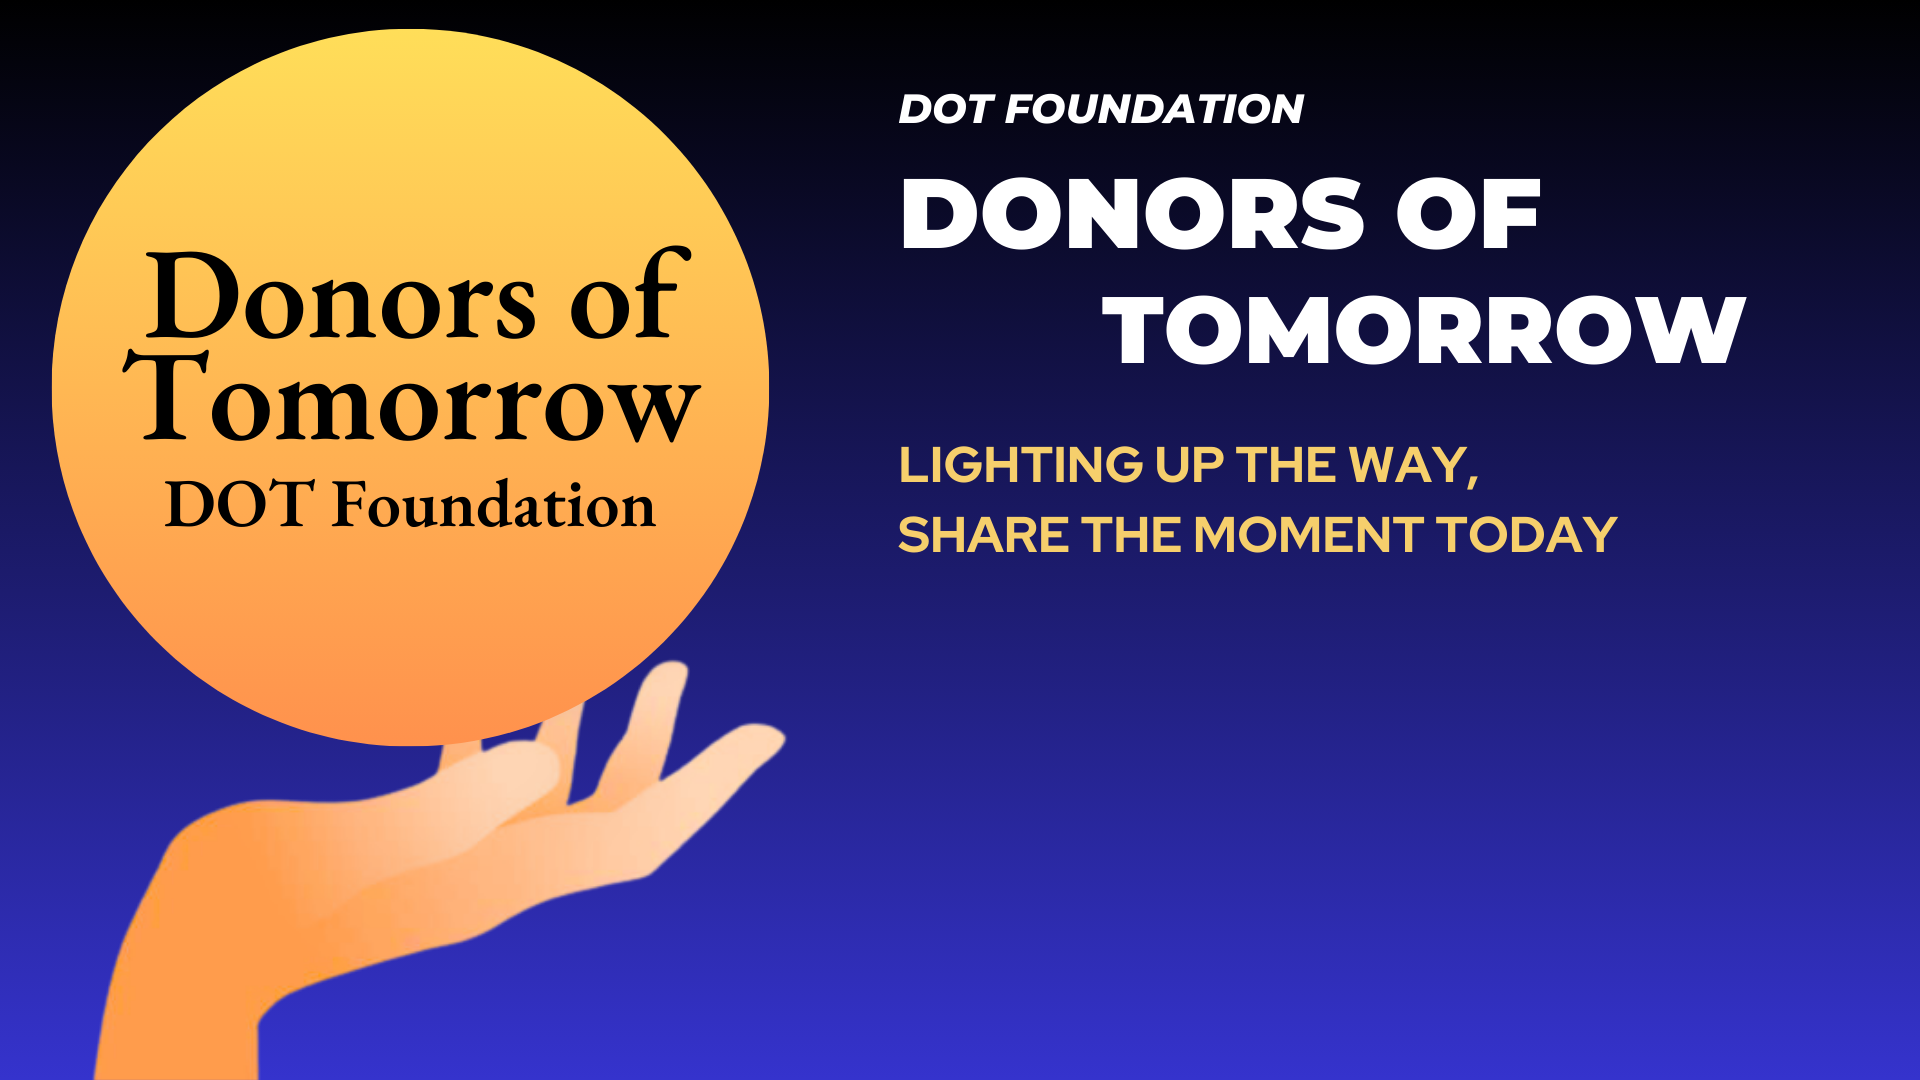 Donors of
Tomorrow
DOT Foundation
DOT FOUNDATION
DONORS OF
TOMORROW
LIGHTING UP THE WAY,
SHARE THE MOMENT TODAY